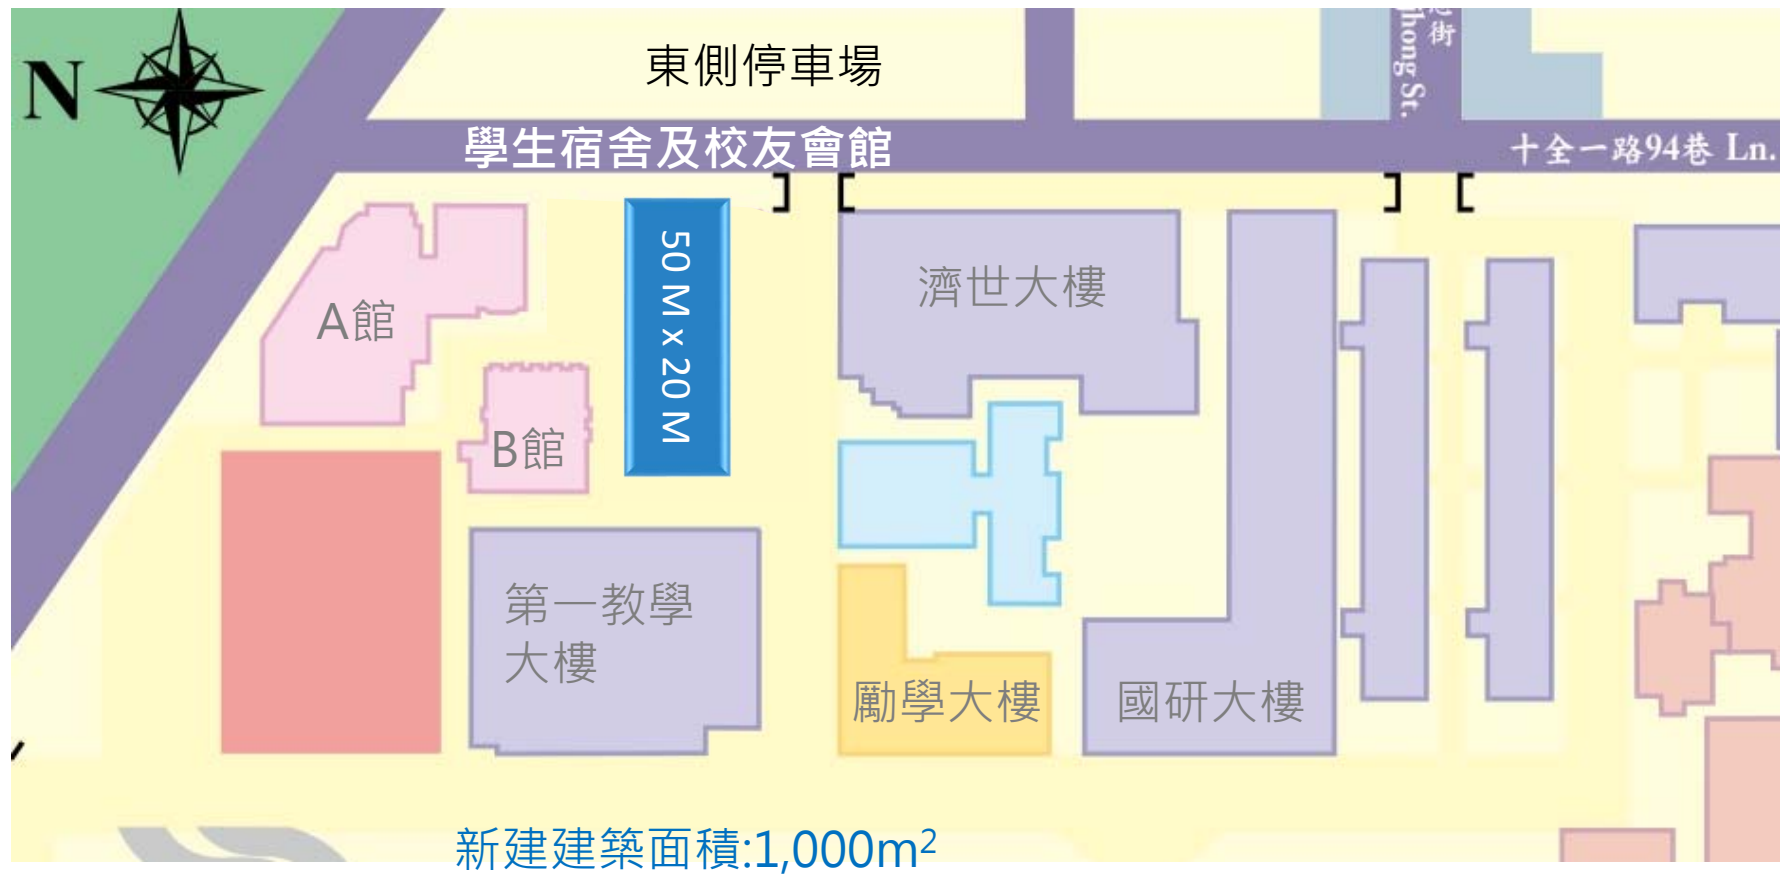 N
東側停車場
街
hong St.
學生宿舍及校友會館
十全一路94巷 Ln.
50 M x 20 M
A館
濟世大樓
B館
第一教學
大樓
勵學大樓
國研大樓
新建建築面積:1,000m²